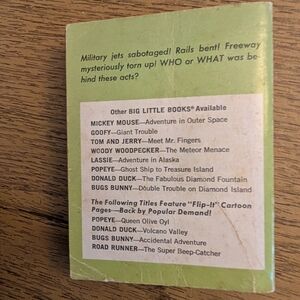 Military jets sabotaged! Rails bent! Freeway
mysteriously torn up! WHO or WHAT was be-
hind these acts?
Other BIG LITTLE BOOKS® Available
MICKEY MOUSE—Adventure in Outer Space
GOOFY—Giant Trouble
TOM AND JERRY—Meet Mr. Fingers
WOODY WOODPECKER—The Meteor Menace
LASSIE—Adventure in Alaska
POPEYE—Ghost Ship to Treasure Island
DONALD DUCK—The Fabulous Diamond Fountain
BUGS BUNNY—Double Trouble on Diamond Island
The Following Titles Feature "Flip-It" Cartoon
Pages—Back by Popular Demand!
POPEYE—Queen Olive Oyl
DONALD DUCK—Volcano Valley
BUGS BUNNY—Accidental Adventure
ROAD RUNNER—The Super Beep-Catcher